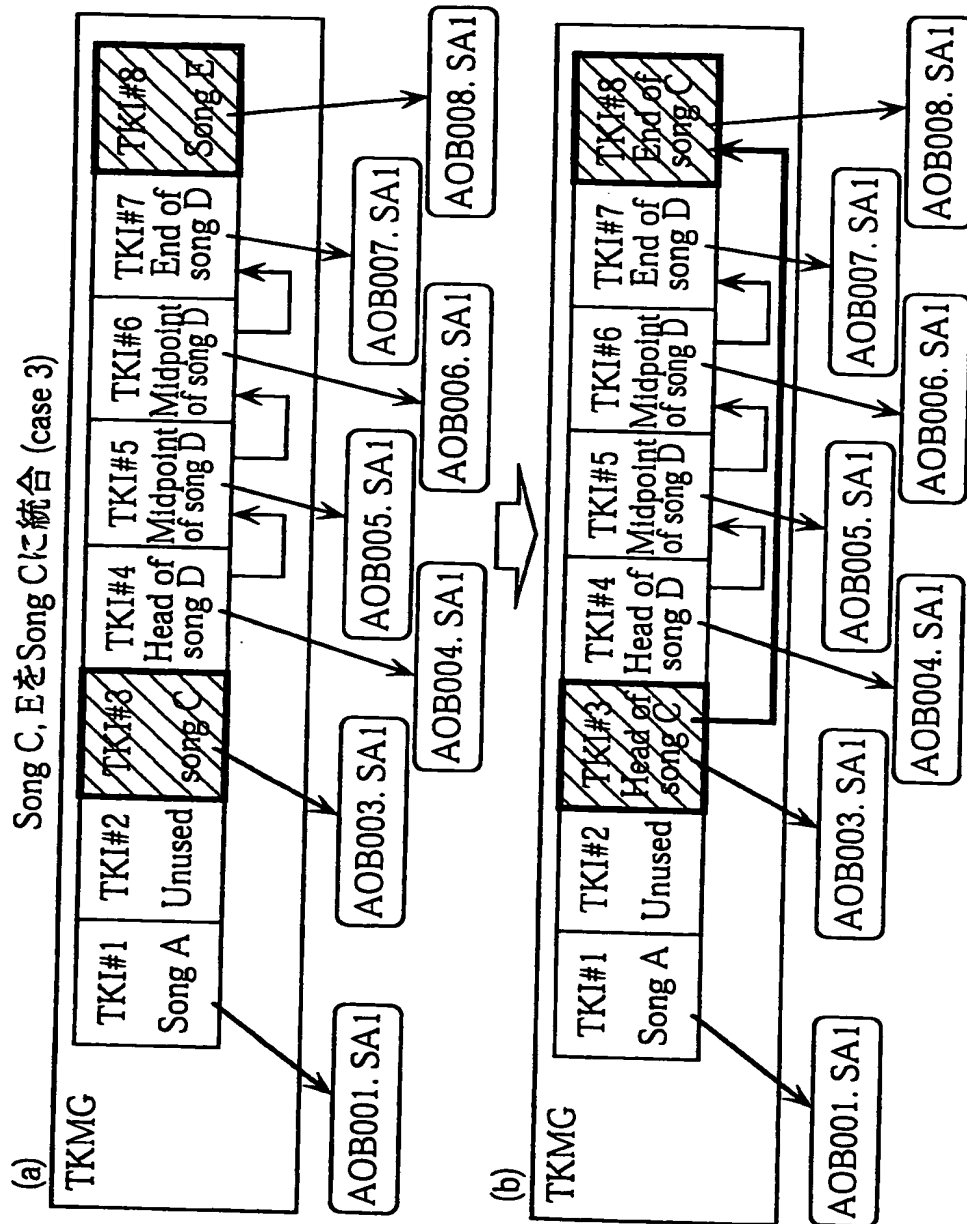 Song C, EをSong Cに統合 (case 3)
(a)
TKMG
TKI#1
Song A
TKI#2
Unused
TKI#3
song C
TKI#4
Head of
song D
TKI#5
Midpoint
of song D
TKI#6
Midpoint
of song D
TKI#7
End of
song D
TKI#8
Song E
AOB001. SA1
AOB003. SA1
AOB004. SA1
AOB005. SA1
AOB006. SA1
AOB007. SA1
AOB008. SA1
(b)
TKMG
TKI#1
Song A
TKI#2
Unused
TKI#3
Head of
song C
TKI#4
Head of
song D
TKI#5
Midpoint
of song D
TKI#6
Midpoint
of song D
TKI#7
End of
song D
TKI#8
End of
song C
AOB001. SA1
AOB003. SA1
AOB004. SA1
AOB005. SA1
AOB006. SA1
AOB007. SA1
AOB008. SA1